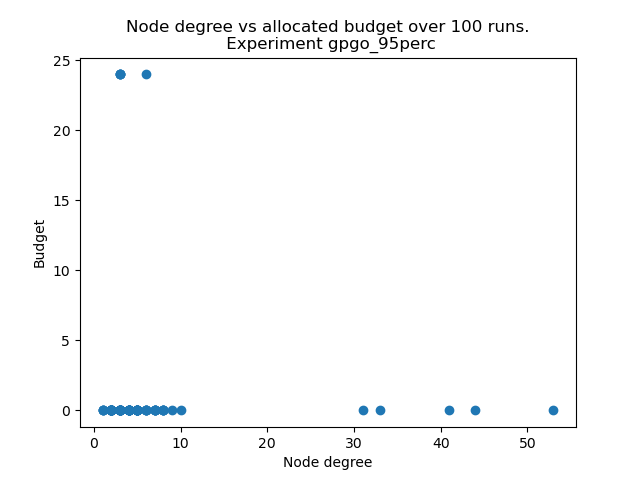 Node degree vs allocated budget over 100 runs.
Experiment gpgo_95perc
25
20
15
10
5
0
Budget
0 10 20 30 40 50
Node degree